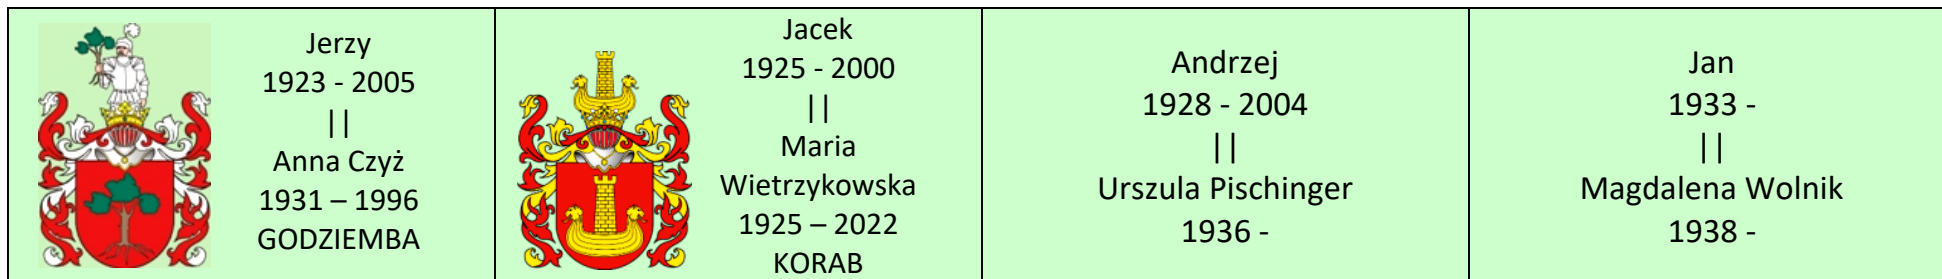 Jerzy
1923 - 2005
||
Anna Czyż
1931 – 1996
GODZIEMBA
Jacek
1925 - 2000
||
Maria
Wietrzykowska
1925 – 2022
KORAB
Andrzej
1928 - 2004
||
Urszula Pischinger
1936 -
Jan
1933 -
||
Magdalena Wolnik
1938 -